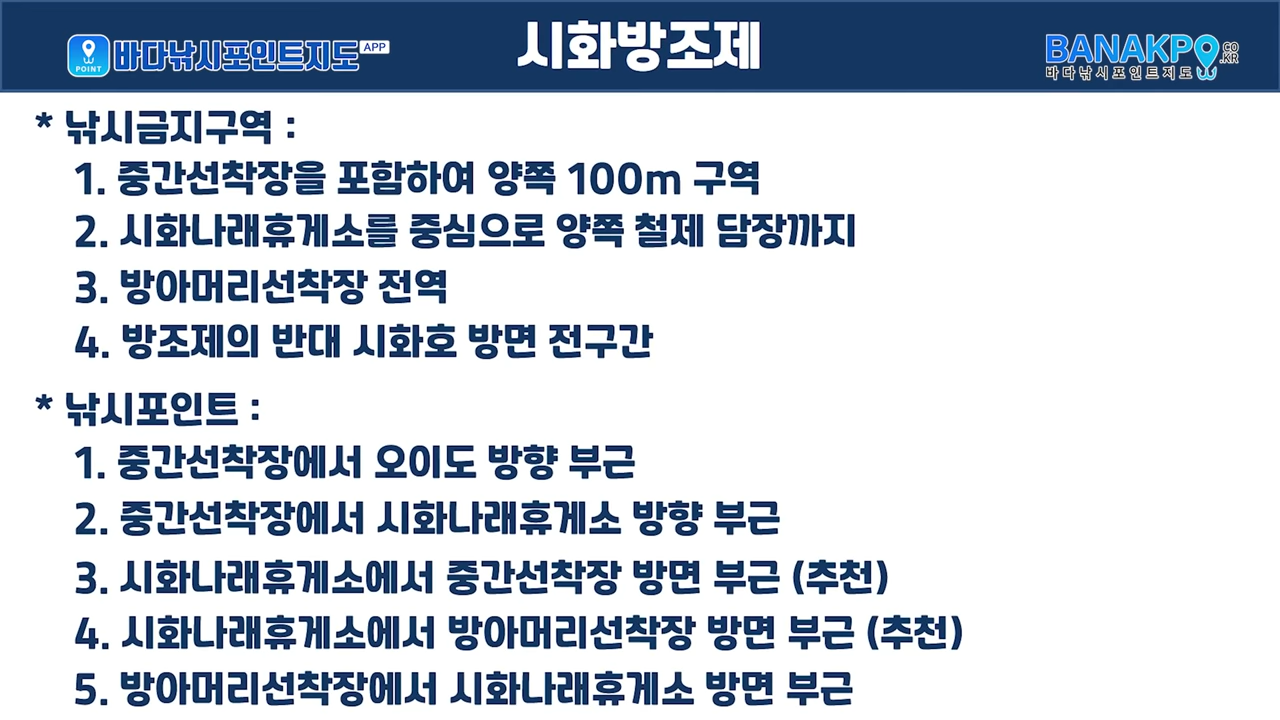 바다낚시포인트지도 APP
POINT
시화방조제
BANAKPO.CO.KR
바다낚시포인트지도
* 낚시금지구역 :
1. 중간선착장을 포함하여 양쪽 100m 구역
2. 시화나래휴게소를 중심으로 양쪽 철제 담장까지
3. 방아머리선착장 전역
4. 방조제의 반대 시화호 방면 전구간
* 낚시포인트 :
1. 중간선착장에서 오이도 방향 부근
2. 중간선착장에서 시화나래휴게소 방향 부근
3. 시화나래휴게소에서 중간선착장 방면 부근 (추천)
4. 시화나래휴게소에서 방아머리선착장 방면 부근 (추천)
5. 방아머리선착장에서 시화나래휴게소 방면 부근